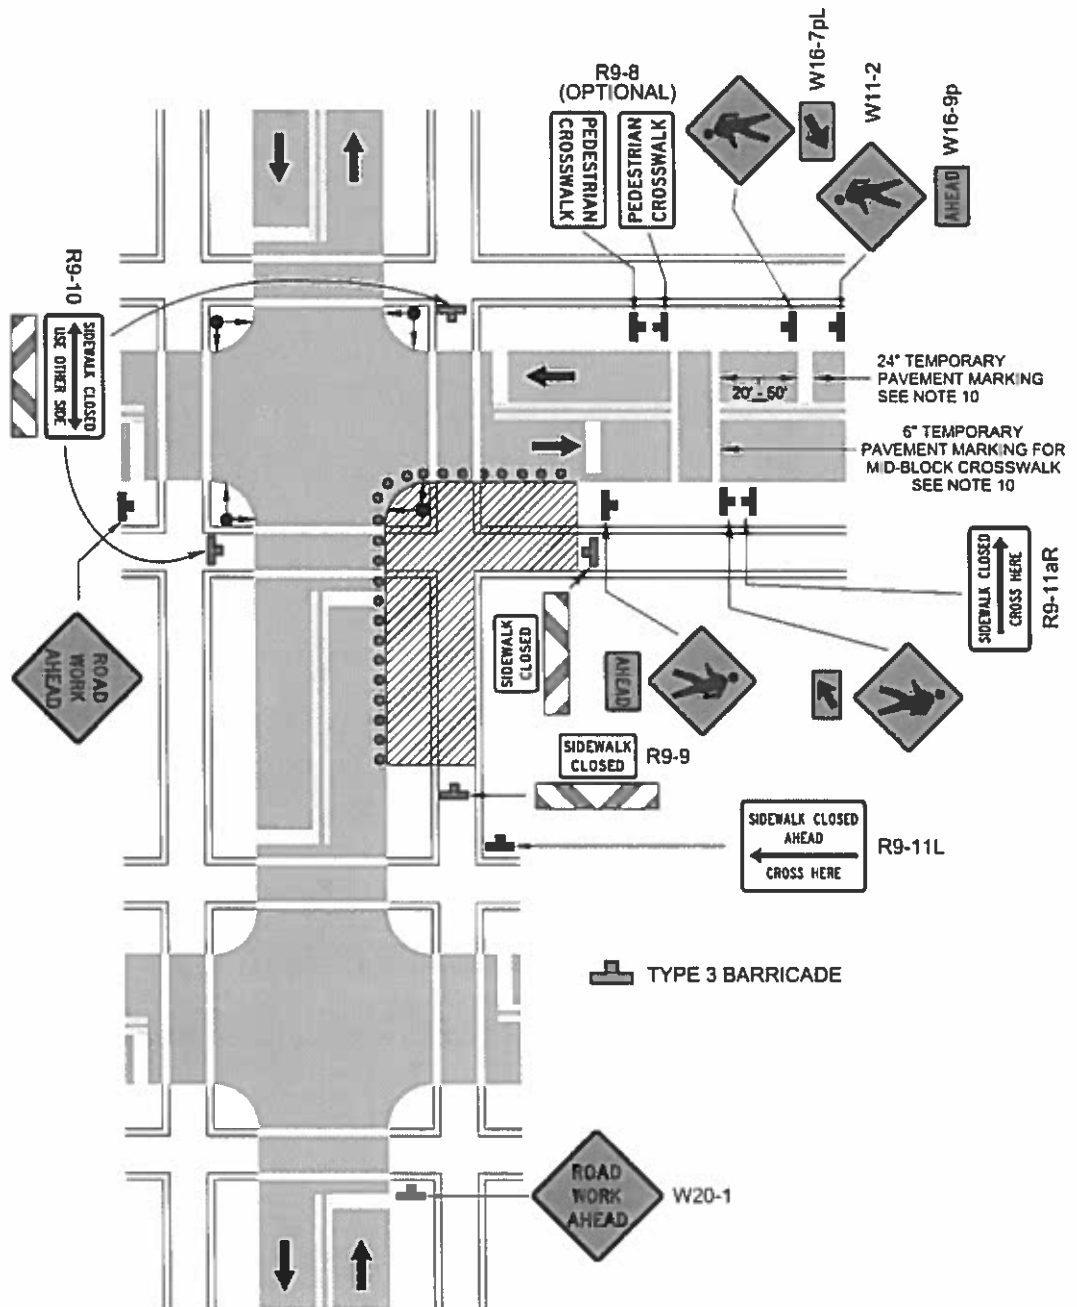 R9-8
(OPTIONAL)
PEDESTRIAN
CROSSWALK
PEDESTRIAN
CROSSWALK
W16-7pL
W11-2
W16-9p
AHEAD
R9-10
SIDEWALK CLOSED
USE OTHER SIDE
24" TEMPORARY
PAVEMENT MARKING
SEE NOTE 10
20' - 50'
6" TEMPORARY
PAVEMENT MARKING FOR
MID-BLOCK CROSSWALK
SEE NOTE 10
SIDEWALK CLOSED
CROSS HERE
R9-11aR
ROAD
WORK
AHEAD
SIDEWALK
CLOSED
AHEAD
SIDEWALK
CLOSED
R9-9
SIDEWALK CLOSED
AHEAD
CROSS HERE
R9-11L
TYPE 3 BARRICADE
ROAD
WORK
AHEAD
W20-1